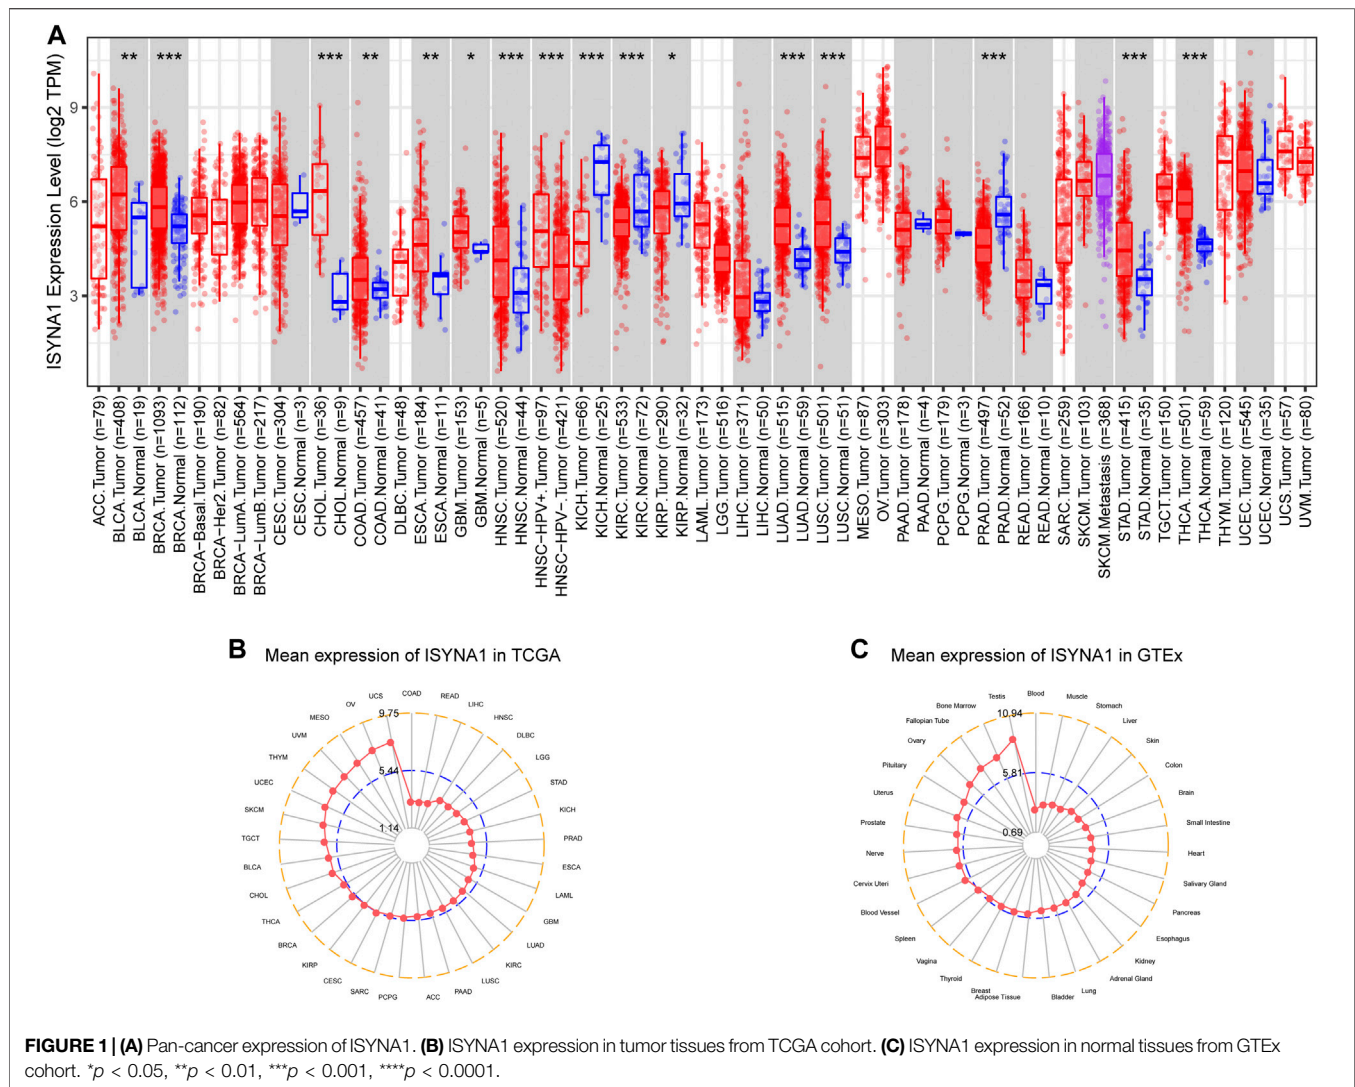 A
ISYNA1 Expression Level (log2 TPM)
9
6
3
** *** *** ** ** * *** *** *** *** * *** *** *** *** ***
ACC.Tumor (n=79)
BLCA.Tumor (n=408)
BLCA.Normal (n=19)
BRCA.Tumor (n=1093)
BRCA.Normal (n=112)
BRCA−Basal.Tumor (n=190)
BRCA−Her2.Tumor (n=82)
BRCA−LumA.Tumor (n=564)
BRCA−LumB.Tumor (n=217)
CESC.Tumor (n=304)
CESC.Normal (n=3)
CHOL.Tumor (n=36)
CHOL.Normal (n=9)
COAD.Tumor (n=457)
COAD.Normal (n=41)
DLBC.Tumor (n=48)
ESCA.Tumor (n=184)
ESCA.Normal (n=11)
GBM.Tumor (n=153)
GBM.Normal (n=5)
HNSC.Tumor (n=520)
HNSC.Normal (n=44)
HNSC−HPV+.Tumor (n=97)
HNSC−HPV−.Tumor (n=421)
KICH.Tumor (n=66)
KICH.Normal (n=25)
KIRC.Tumor (n=533)
KIRC.Normal (n=72)
KIRP.Tumor (n=290)
KIRP.Normal (n=32)
LAML.Tumor (n=173)
LGG.Tumor (n=516)
LIHC.Tumor (n=371)
LIHC.Normal (n=50)
LUAD.Tumor (n=515)
LUAD.Normal (n=59)
LUSC.Tumor (n=501)
LUSC.Normal (n=51)
MESO.Tumor (n=87)
OV.Tumor (n=303)
PAAD.Tumor (n=178)
PAAD.Normal (n=4)
PCPG.Tumor (n=179)
PCPG.Normal (n=3)
PRAD.Tumor (n=497)
PRAD.Normal (n=52)
READ.Tumor (n=166)
READ.Normal (n=10)
SARC.Tumor (n=259)
SKCM.Tumor (n=103)
SKCM.Metastasis (n=368)
STAD.Tumor (n=415)
STAD.Normal (n=35)
TGCT.Tumor (n=150)
THCA.Tumor (n=501)
THCA.Normal (n=59)
THYM.Tumor (n=120)
UCEC.Tumor (n=545)
UCEC.Normal (n=35)
UCS.Tumor (n=57)
UVM.Tumor (n=80)
B
Mean expression of ISYNA1 in TCGA
COAD
READ
LIHC
HNSC
DLBC
LGG
STAD
KICH
PRAD
ESCA
LAML
GBM
LUAD
KIRC
LUSC
PAAD
ACC
PCPG
SARC
CESC
KIRP
BRCA
THCA
CHOL
BLCA
TGCT
SKCM
UCEC
THYM
UVM
MESO
OV
UCS
9.75
5.44
1.14
C
Mean expression of ISYNA1 in GTEx
Blood
Muscle
Stomach
Liver
Skin
Colon
Brain
Small Intestine
Heart
Salivary Gland
Pancreas
Esophagus
Kidney
Adrenal Gland
Lung
Bladder
Adipose Tissue
Breast
Thyroid
Vagina
Spleen
Blood Vessel
Cervix Uteri
Nerve
Prostate
Uterus
Pituitary
Ovary
Fallopian Tube
Bone Marrow
Testis
10.94
5.81
0.69
FIGURE 1 | (A) Pan-cancer expression of ISYNA1. (B) ISYNA1 expression in tumor tissues from TCGA cohort. (C) ISYNA1 expression in normal tissues from GTEx
cohort. *p < 0.05, **p < 0.01, ***p < 0.001, ****p < 0.0001.